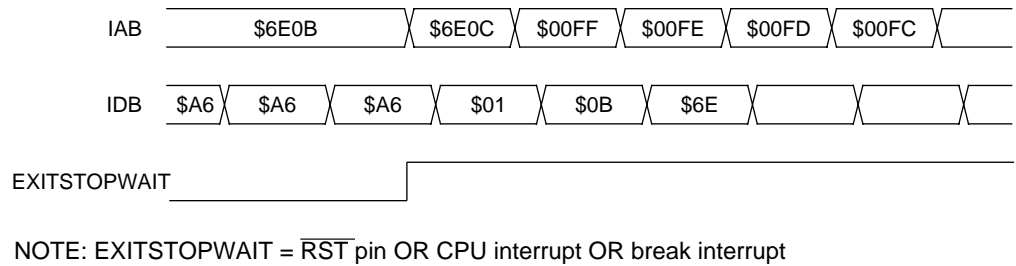 IAB $6E0B $6E0C $00FF $00FE $00FD $00FC
IDB $A6 $A6 $A6 $01 $0B $6E
EXITSTOPWAIT
NOTE: EXITSTOPWAIT = RST pin OR CPU interrupt OR break interrupt